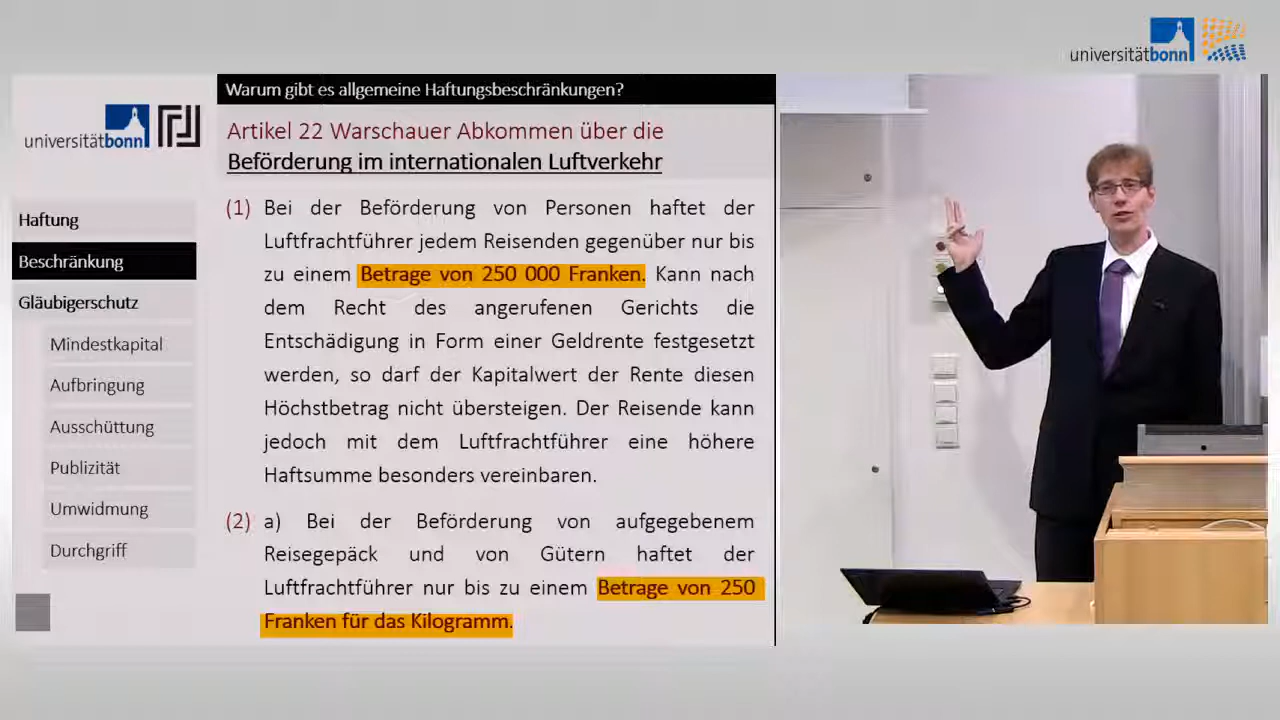 universitätbonn
universitätbonn
Haftung
Beschränkung
Gläubigerschutz
Mindestkapital
Aufbringung
Ausschüttung
Publizität
Umwidmung
Durchgriff
Warum gibt es allgemeine Haftungsbeschränkungen?
Artikel 22 Warschauer Abkommen über die
Beförderung im internationalen Luftverkehr
(1) Bei der Beförderung von Personen haftet der
Luftfrachtführer jedem Reisenden gegenüber nur bis
zu einem Betrage von 250 000 Franken. Kann nach
dem Recht des angerufenen Gerichts die
Entschädigung in Form einer Geldrente festgesetzt
werden, so darf der Kapitalwert der Rente diesen
Höchstbetrag nicht übersteigen. Der Reisende kann
jedoch mit dem Luftfrachtführer eine höhere
Haftsumme besonders vereinbaren.
(2) a) Bei der Beförderung von aufgegebenem
Reisegepäck und von Gütern haftet der
Luftfrachtführer nur bis zu einem Betrage von 250
Franken für das Kilogramm.